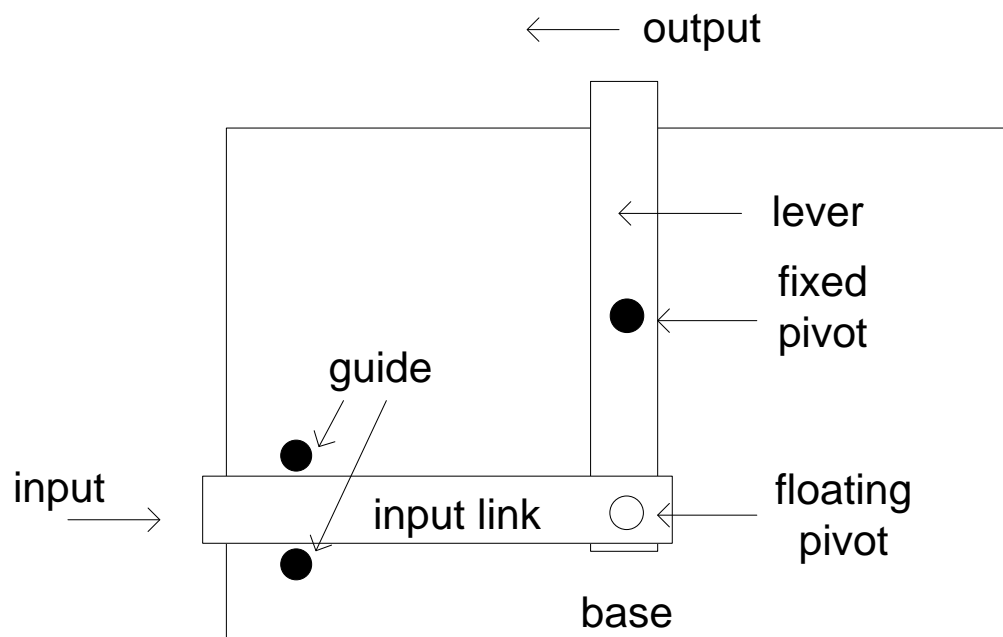 output
lever
fixed
pivot
guide
input
input link
floating
pivot
base